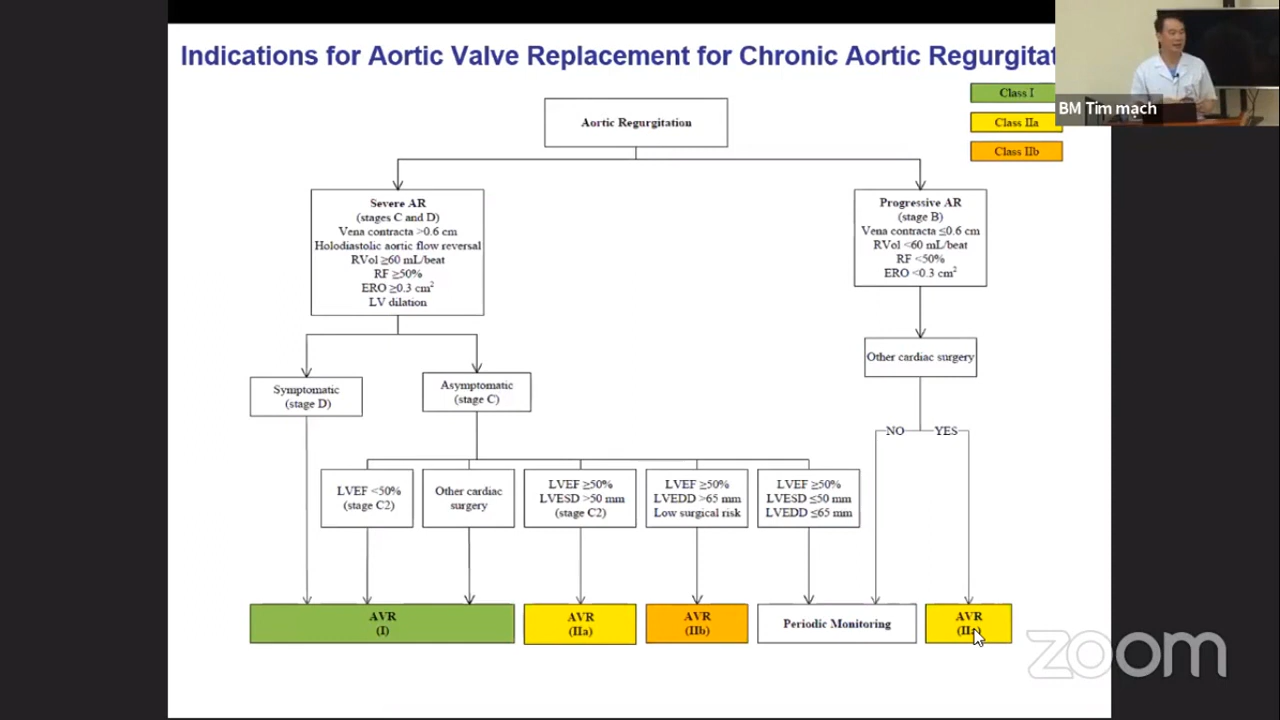 Indications for Aortic Valve Replacement for Chronic Aortic Regurgitat
BM Tim mạch
Class I
Class IIa
Class IIb
Aortic Regurgitation
Severe AR
(stages C and D)
Vena contracta >0.6 cm
Holodiastolic aortic flow reversal
RVol ≥60 mL/beat
RF ≥50%
ERO ≥0.3 cm²
LV dilation
Progressive AR
(stage B)
Vena contracta ≤0.6 cm
RVol <60 mL/beat
RF <50%
ERO <0.3 cm²
Other cardiac surgery
Symptomatic
(stage D)
Asymptomatic
(stage C)
NO
YES
LVEF <50%
(stage C2)
Other cardiac
surgery
LVEF ≥50%
LVESD >50 mm
(stage C2)
LVEF ≥50%
LVEDD >65 mm
Low surgical risk
LVEF ≥50%
LVESD ≤50 mm
LVEDD ≤65 mm
AVR
(I)
AVR
(IIa)
AVR
(IIb)
Periodic Monitoring
AVR
zoom